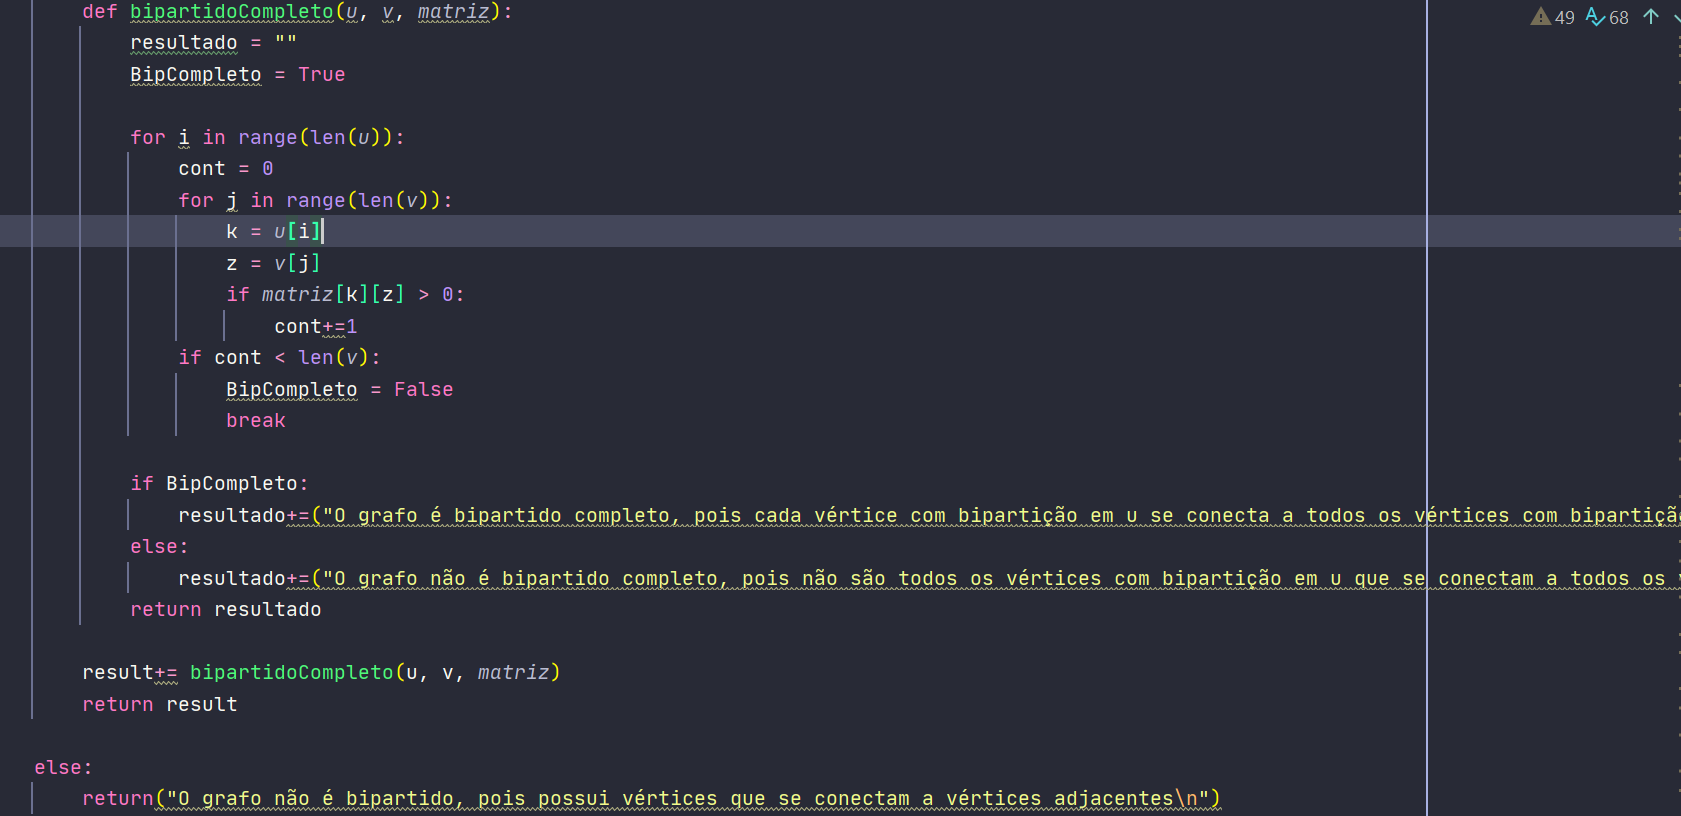 def bipartidoCompleto(u, v, matriz):
49 68
resultado = ""
BipCompleto = True
for i in range(len(u)):
cont = 0
for j in range(len(v)):
k = u[i]
z = v[j]
if matriz[k][z] > 0:
cont+=1
if cont < len(v):
BipCompleto = False
break
if BipCompleto:
resultado+=("O grafo é bipartido completo, pois cada vértice com bipartição em u se conecta a todos os vértices com bipartiçã
else:
resultado+=("O grafo não é bipartido completo, pois não são todos os vértices com bipartição em u que se conectam a todos os
return resultado
result+= bipartidoCompleto(u, v, matriz)
return result
else:
return("O grafo não é bipartido, pois possui vértices que se conectam a vértices adjacentes\n")